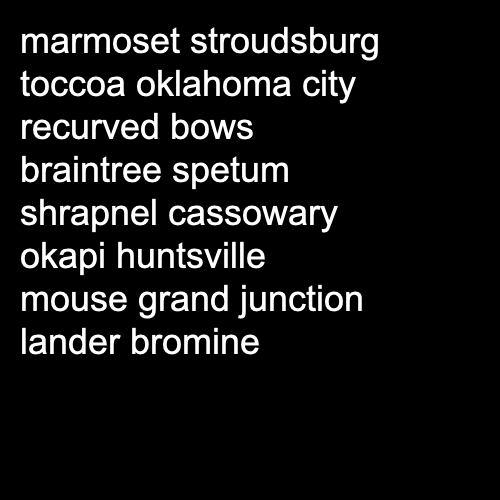 marmoset stroudsburg
toccoa oklahoma city
recurved bows
braintree spetum
shrapnel cassowary
okapi huntsville
mouse grand junction
lander bromine